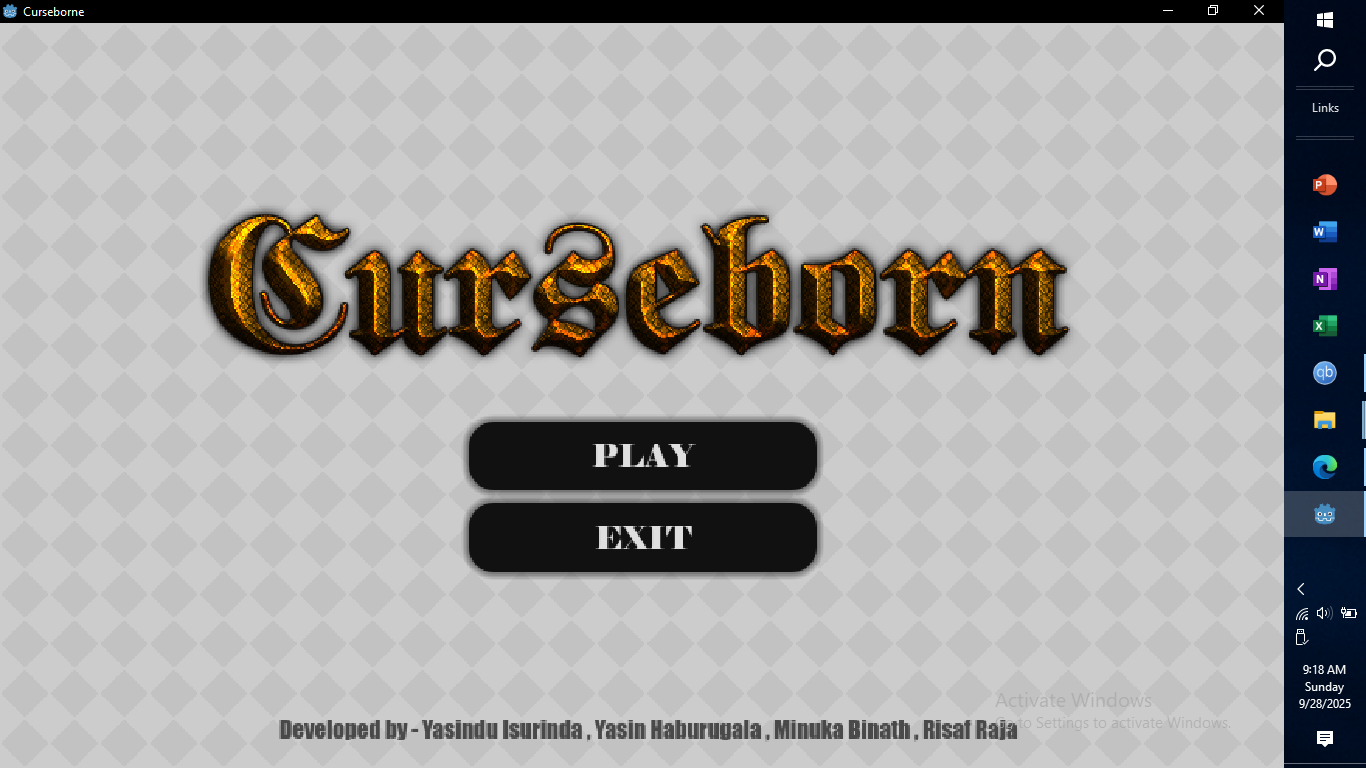 Curseborne
Curseborn
PLAY
EXIT
Developed by - Yasindu Isurinda , Yasin Haburugala , Minuka Binath , Risaf Raja
Activate Windows
Go to Settings to activate Windows.
Links
P
W
N
X
qb
9:18 AM
Sunday
9/28/2025